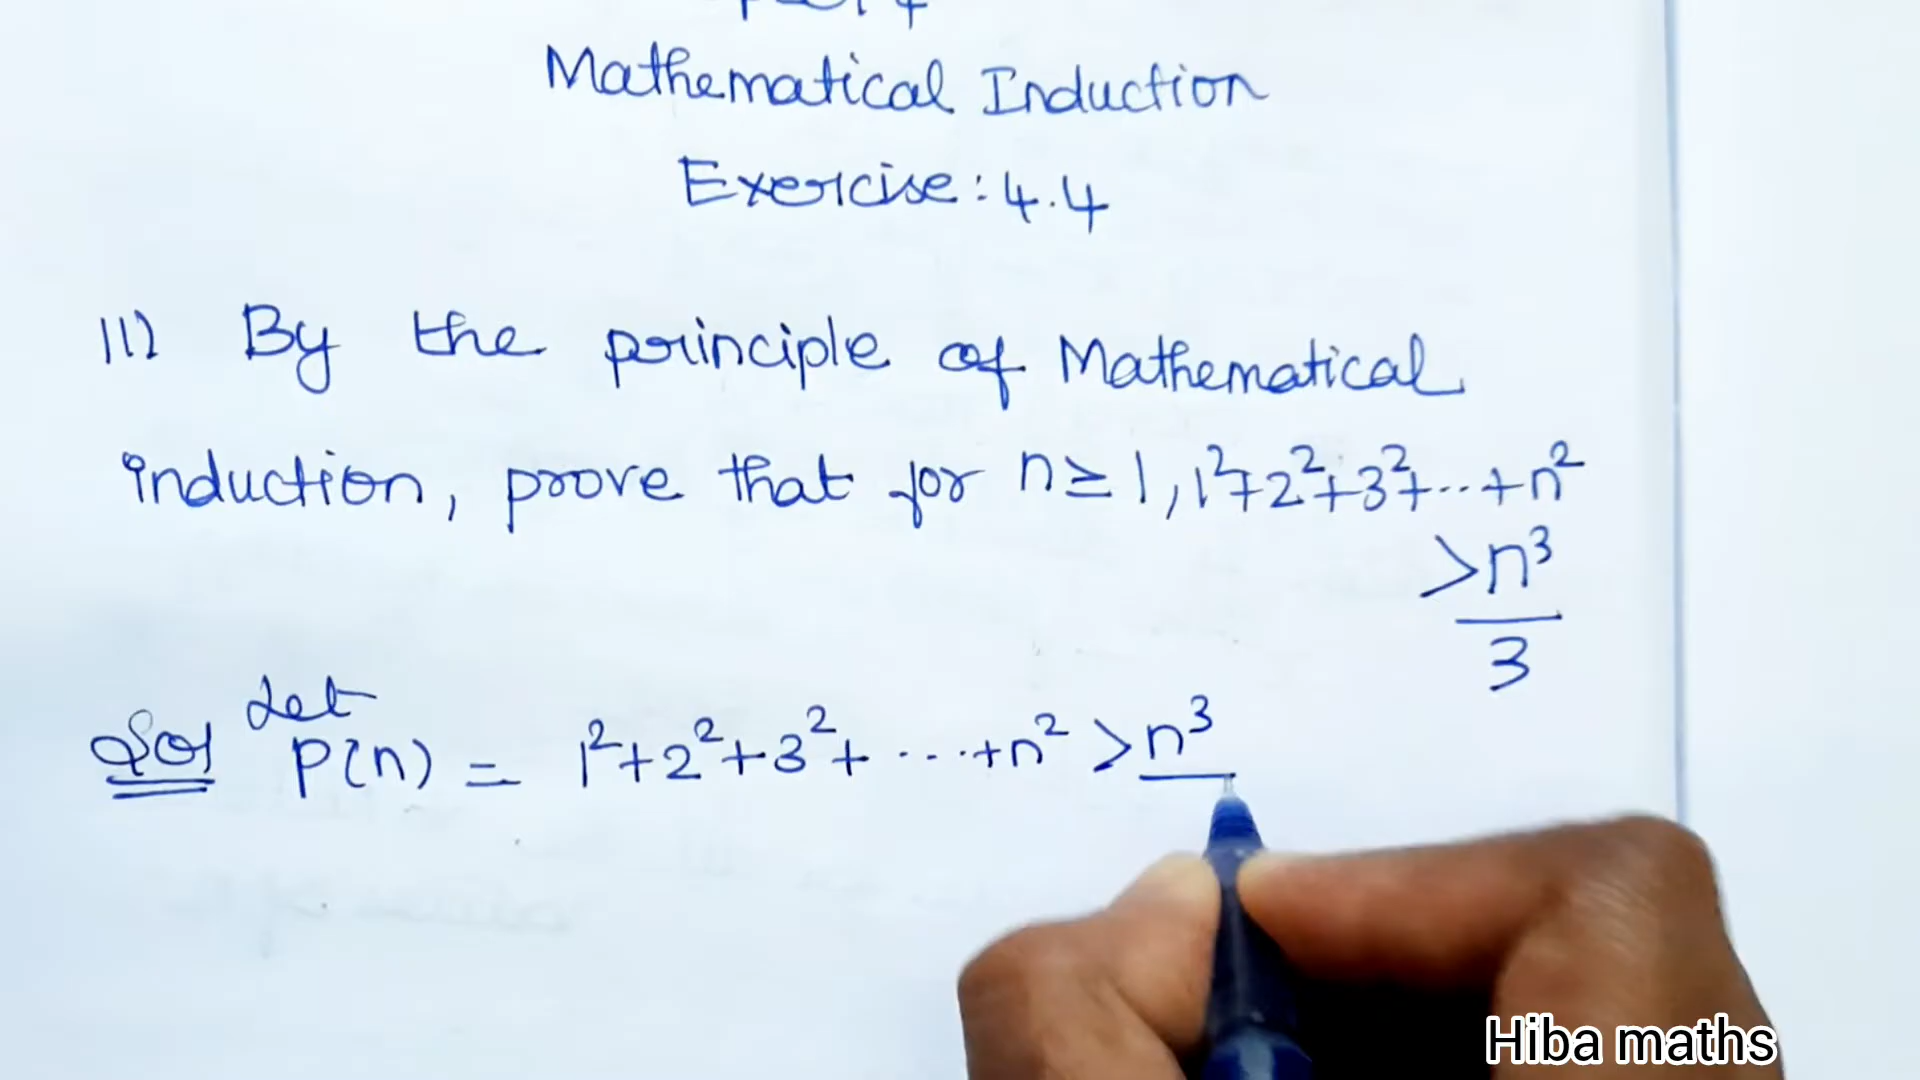 Mathematical Induction
Exercise: 4.4
11) By the principle of Mathematical
induction, prove that for n ≥ 1, 1²+2²+3²+...+n²
> n³/3
Sol Let
P(n) = 1²+2²+3²+ ...+n² > n³
Hiba maths